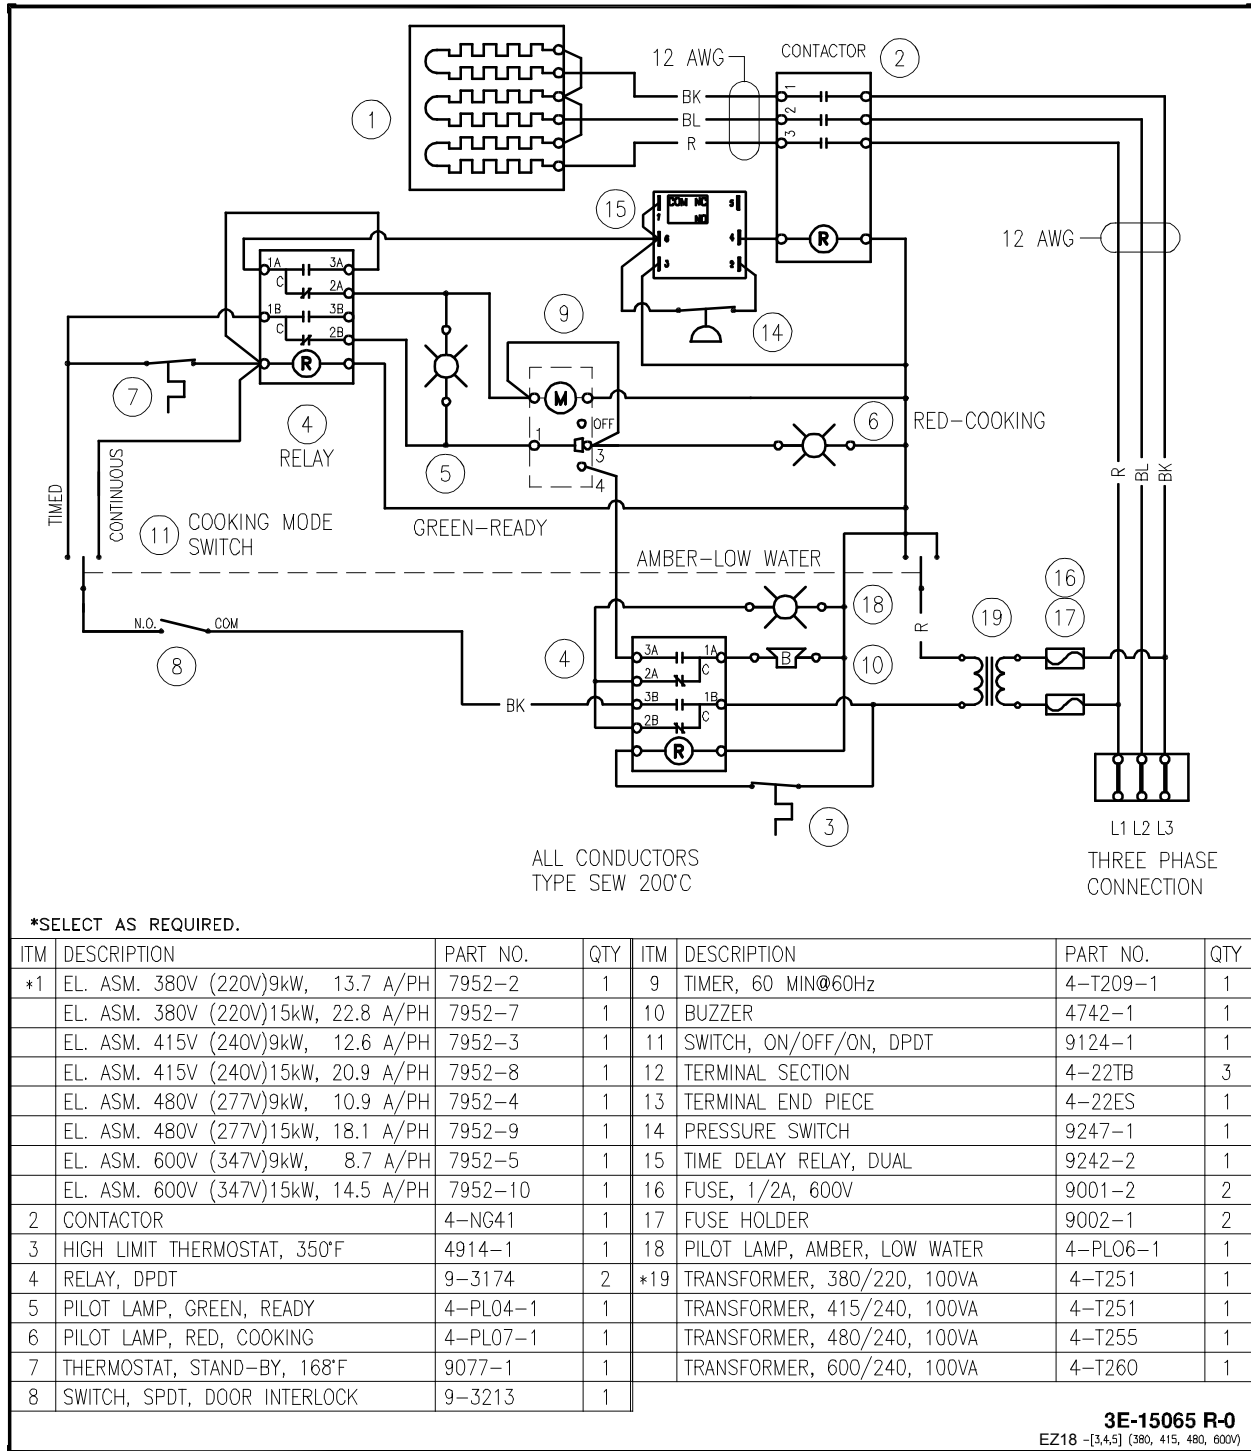 CONTACTOR
2
12 AWG
1
BK
1
BL
2
R
3
15
COM NC
NO
1
5
6
4
3
2
R
12 AWG
1A
3A
C
2A
1B
3B
C
2B
R
9
14
7
4
RELAY
5
M
OFF
1
3
4
6
RED-COOKING
TIMED
CONTINUOUS
11
COOKING MODE
SWITCH
GREEN-READY
R
BL
BK
AMBER-LOW WATER
18
16
17
19
R
N.O.
COM
8
4
3A
1A
C
2A
3B
1B
C
2B
R
B
10
BK
3
L1 L2 L3
THREE PHASE
CONNECTION
ALL CONDUCTORS
TYPE SEW 200°C
*SELECT AS REQUIRED.
ITM DESCRIPTION PART NO. QTY ITM DESCRIPTION PART NO. QTY
*1 EL. ASM. 380V (220V)9kW, 13.7 A/PH 7952-2 1 9 TIMER, 60 MIN@60Hz 4-T209-1 1
EL. ASM. 380V (220V)15kW, 22.8 A/PH 7952-7 1 10 BUZZER 4742-1 1
EL. ASM. 415V (240V)9kW, 12.6 A/PH 7952-3 1 11 SWITCH, ON/OFF/ON, DPDT 9124-1 1
EL. ASM. 415V (240V)15kW, 20.9 A/PH 7952-8 1 12 TERMINAL SECTION 4-22TB 3
EL. ASM. 480V (277V)9kW, 10.9 A/PH 7952-4 1 13 TERMINAL END PIECE 4-22ES 1
EL. ASM. 480V (277V)15kW, 18.1 A/PH 7952-9 1 14 PRESSURE SWITCH 9247-1 1
EL. ASM. 600V (347V)9kW, 8.7 A/PH 7952-5 1 15 TIME DELAY RELAY, DUAL 9242-2 1
EL. ASM. 600V (347V)15kW, 14.5 A/PH 7952-10 1 16 FUSE, 1/2A, 600V 9001-2 2
2 CONTACTOR 4-NG41 1 17 FUSE HOLDER 9002-1 2
3 HIGH LIMIT THERMOSTAT, 350°F 4914-1 1 18 PILOT LAMP, AMBER, LOW WATER 4-PLO6-1 1
4 RELAY, DPDT 9-3174 2 *19 TRANSFORMER, 380/220, 100VA 4-T251 1
5 PILOT LAMP, GREEN, READY 4-PL04-1 1 TRANSFORMER, 415/240, 100VA 4-T251 1
6 PILOT LAMP, RED, COOKING 4-PL07-1 1 TRANSFORMER, 480/240, 100VA 4-T255 1
7 THERMOSTAT, STAND-BY, 168°F 9077-1 1 TRANSFORMER, 600/240, 100VA 4-T260 1
8 SWITCH, SPDT, DOOR INTERLOCK 9-3213 1
3E-15065 R-0
EZ18 -[3,4,5] (380, 415, 480, 600V)